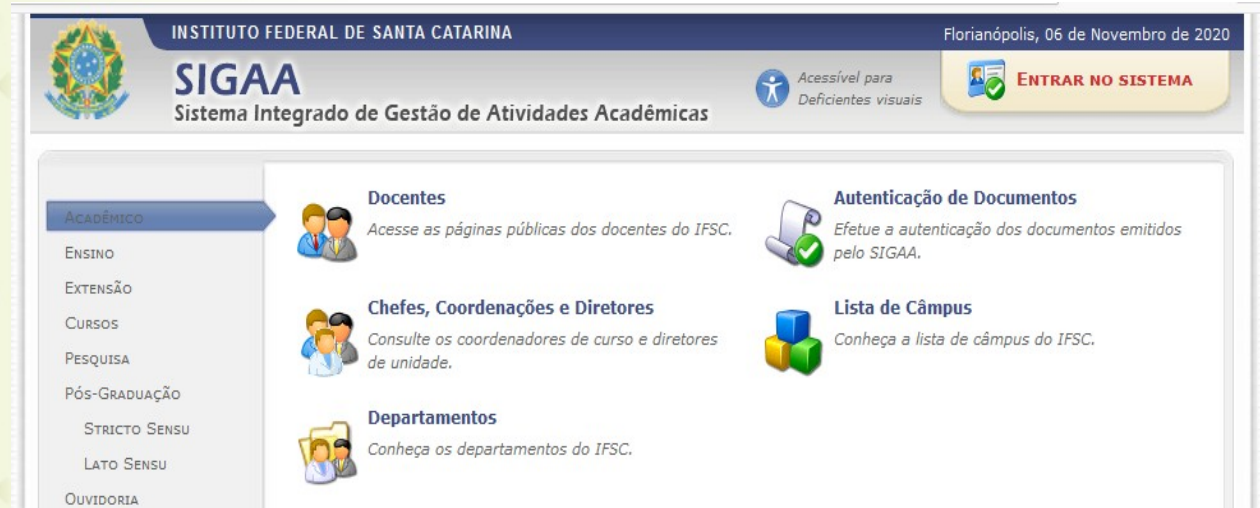 INSTITUTO FEDERAL DE SANTA CATARINA
Florianópolis, 06 de Novembro de 2020
SIGAA
Sistema Integrado de Gestão de Atividades Acadêmicas
Acessível para
Deficientes visuais
ENTRAR NO SISTEMA
ACADÊMICO
ENSINO
EXTENSÃO
CURSOS
PESQUISA
PÓS-GRADUAÇÃO
STRICTO SENSU
LATO SENSU
OUVIDORIA
Docentes
Acesse as páginas públicas dos docentes do IFSC.
Autenticação de Documentos
Efetue a autenticação dos documentos emitidos
pelo SIGAA.
Chefes, Coordenações e Diretores
Consulte os coordenadores de curso e diretores
de unidade.
Lista de Câmpus
Conheça a lista de câmpus do IFSC.
Departamentos
Conheça os departamentos do IFSC.